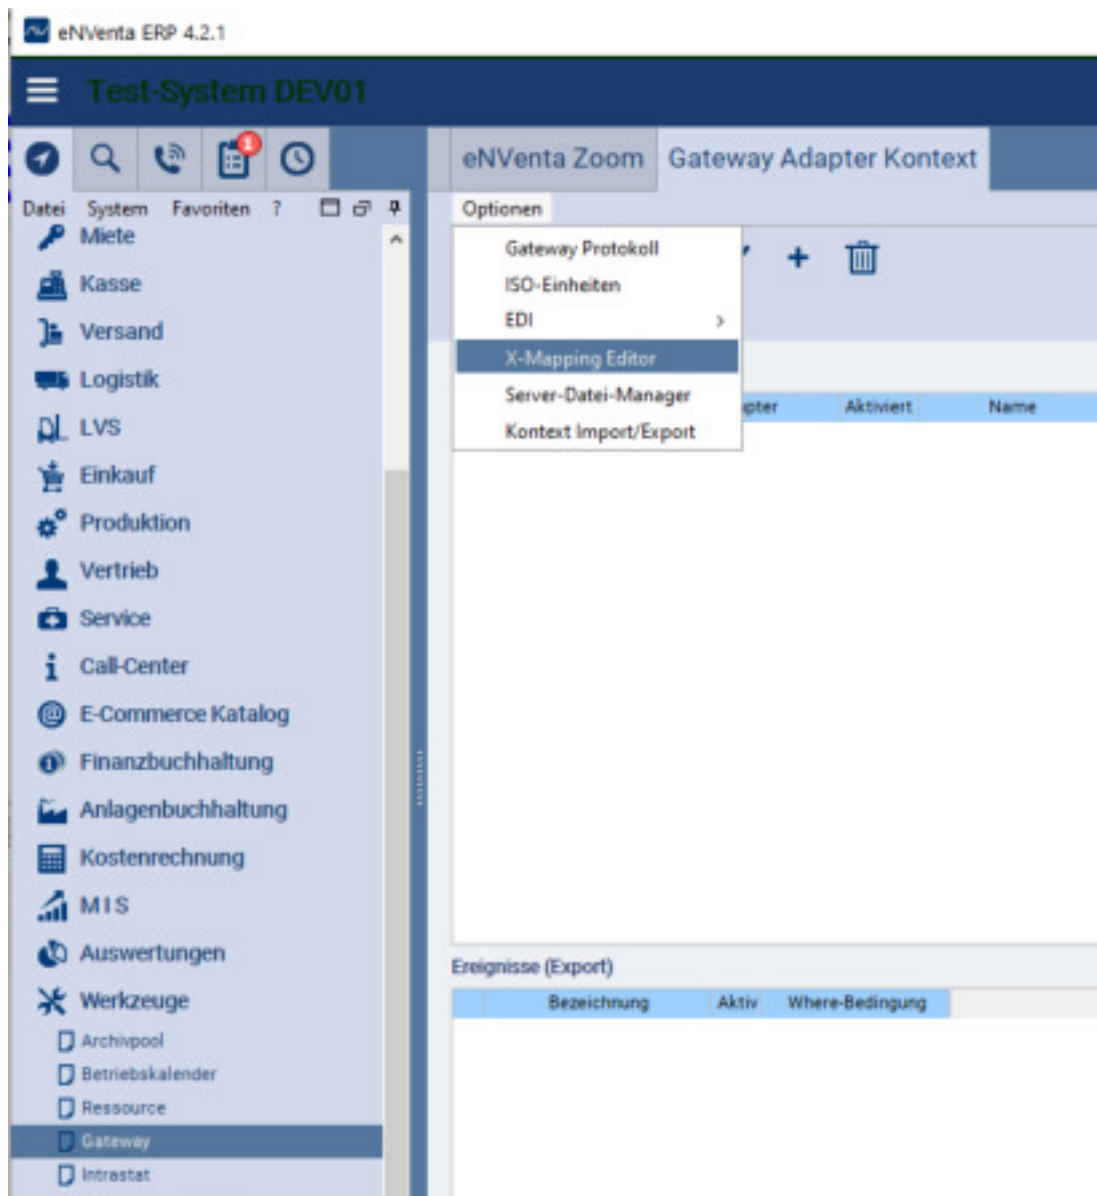 eNVenta ERP 4.2.1
Test-System DEV01
1
eNVenta Zoom Gateway Adapter Kontext
Datei System Favoriten ?
Optionen
Miete
Kasse
Versand
Logistik
LVS
Einkauf
Produktion
Vertrieb
Service
Call-Center
E-Commerce Katalog
Finanzbuchhaltung
Anlagenbuchhaltung
Kostenrechnung
MIS
Auswertungen
Werkzeuge
Archivpool
Betriebskalender
Ressource
Gateway
Intrastat
Gateway Protokoll
ISO-Einheiten
EDI >
X-Mapping Editor
Server-Datei-Manager
Kontext Import/Export
pter Aktiviert Name
Ereignisse (Export)
Bezeichnung Aktiv Where-Bedingung